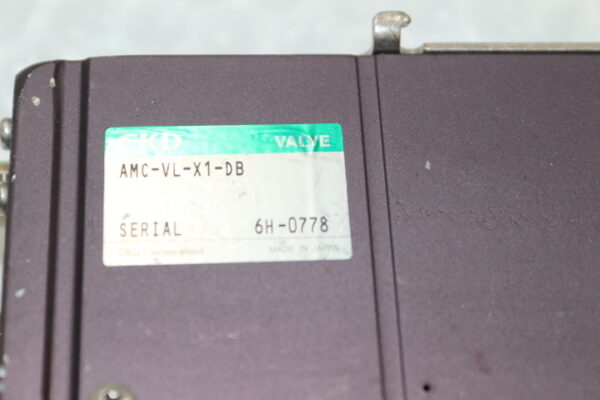 CKD VALVE
AMC-VL-X1-DB
SERIAL 6H-0778
CKD Corporation MADE IN JAPAN